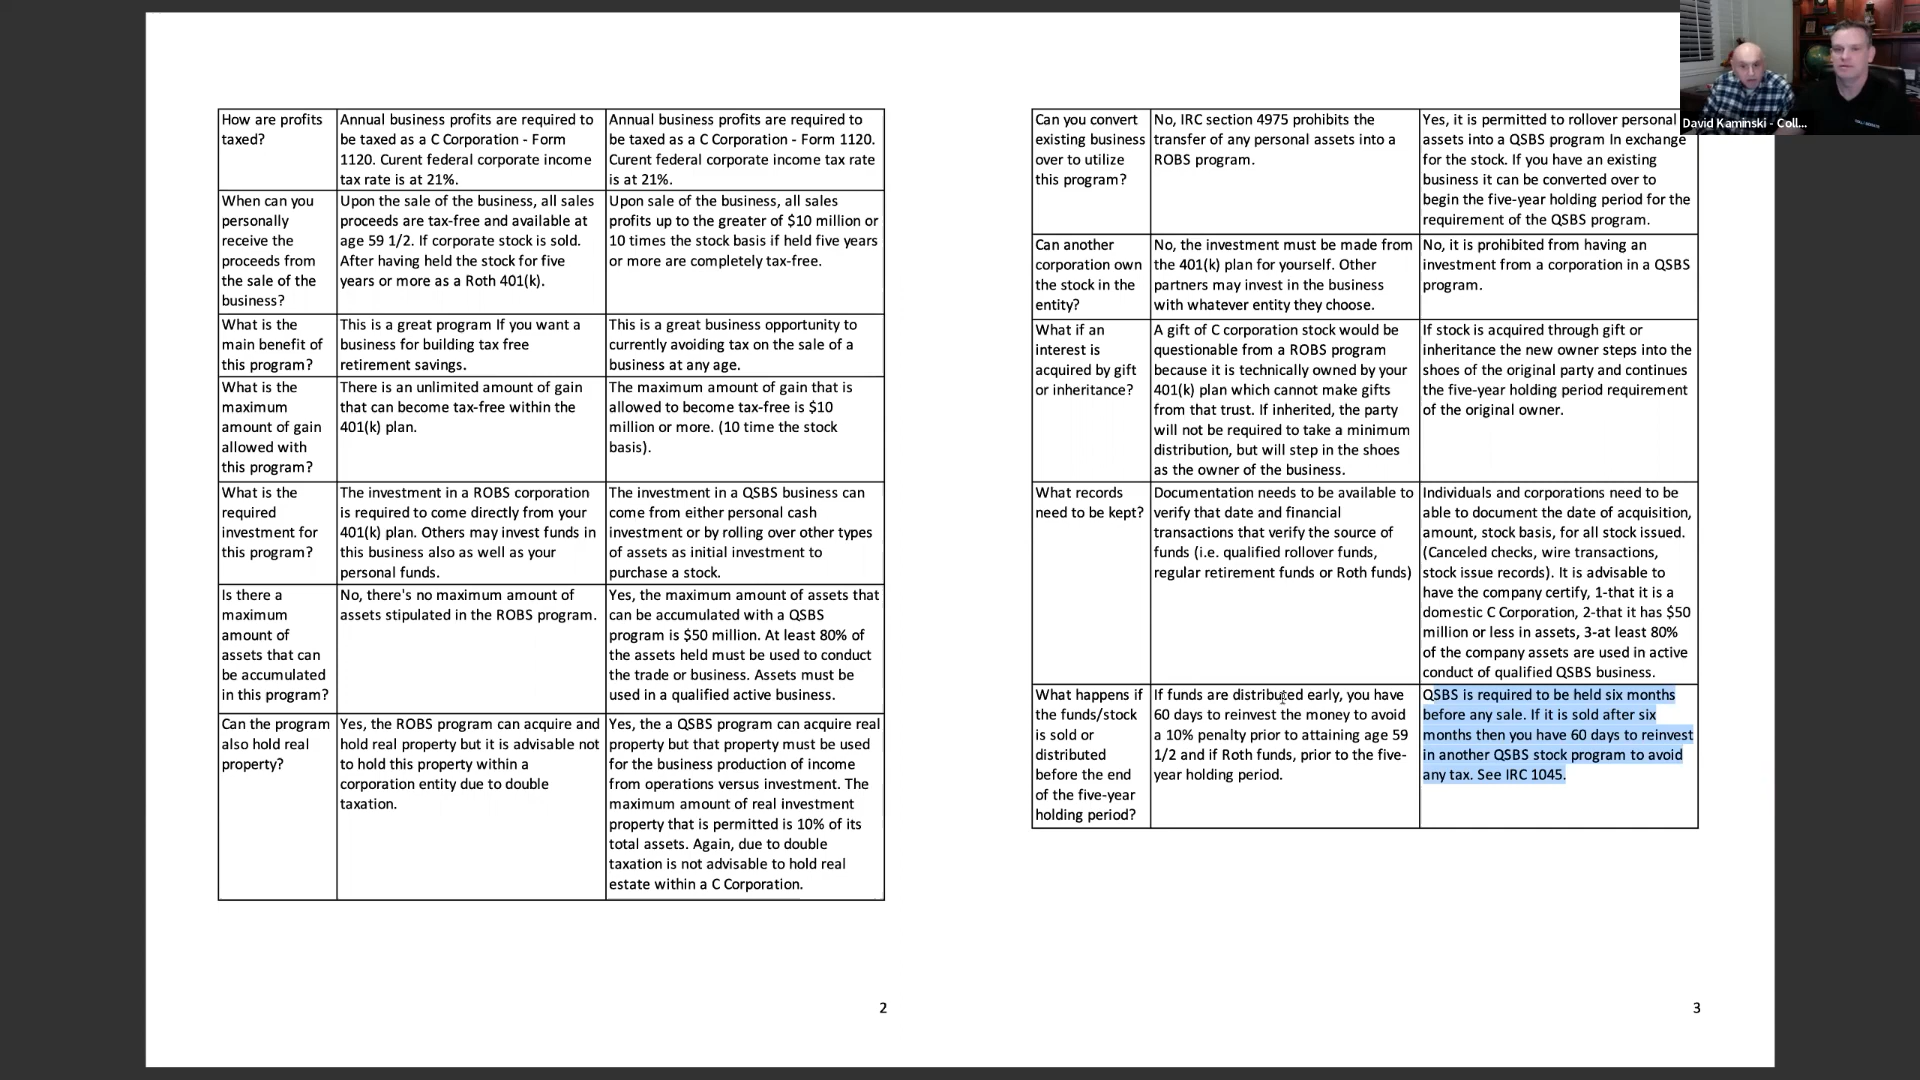 How are profits
taxed?
Annual business profits are required to
be taxed as a C Corporation - Form
1120. Curent federal corporate income
tax rate is at 21%.
Annual business profits are required to
be taxed as a C Corporation - Form
1120. Curent federal corporate income tax rate
is at 21%.
When can you
personally
receive the
proceeds from
the sale of the
business?
Upon the sale of the business, all sales
proceeds are tax-free and available at
age 59 1/2. If corporate stock is sold.
After having held the stock for five
years or more as a Roth 401(k).
Upon sale of the business, all sales
profits up to the greater of $10 million or
10 times the stock basis if held five years
or more are completely tax-free.
What is the
main benefit of
this program?
This is a great program If you want a
business for building tax free
retirement savings.
This is a great business opportunity to
currently avoiding tax on the sale of a
business at any age.
What is the
maximum
amount of gain
allowed with
this program?
There is an unlimited amount of gain
that can become tax-free within the
401(k) plan.
The maximum amount of gain that is
allowed to become tax-free is $10
million or more. (10 time the stock
basis).
What is the
required
investment for
this program?
The investment in a ROBS corporation
is required to come directly from your
401(k) plan. Others may invest funds in
this business also as well as your
personal funds.
The investment in a QSBS business can
come from either personal cash
investment or by rolling over other types
of assets as initial investment to
purchase a stock.
Is there a
maximum
amount of
assets that can
be accumulated
in this program?
No, there's no maximum amount of
assets stipulated in the ROBS program.
Yes, the maximum amount of assets that
can be accumulated with a QSBS
program is $50 million. At least 80% of
the assets held must be used to conduct
the trade or business. Assets must be
used in a qualified active business.
Can the program
also hold real
property?
Yes, the ROBS program can acquire and
hold real property but it is advisable not
to hold this property within a
corporation entity due to double
taxation.
Yes, the a QSBS program can acquire real
property but that property must be used
for the business production of income
from operations versus investment. The
maximum amount of real investment
property that is permitted is 10% of its
total assets. Again, due to double
taxation is not advisable to hold real
estate within a C Corporation.
2
Can you convert
existing business
over to utilize
this program?
No, IRC section 4975 prohibits the
transfer of any personal assets into a
ROBS program.
Yes, it is permitted to rollover personal
assets into a QSBS program In exchange
for the stock. If you have an existing
business it can be converted over to
begin the five-year holding period for the
requirement of the QSBS program.
Can another
corporation own
the stock in the
entity?
No, the investment must be made from
the 401(k) plan for yourself. Other
partners may invest in the business
with whatever entity they choose.
No, it is prohibited from having an
investment from a corporation in a QSBS
program.
What if an
interest is
acquired by gift
or inheritance?
A gift of C corporation stock would be
questionable from a ROBS program
because it is technically owned by your
401(k) plan which cannot make gifts
from that trust. If inherited, the party
will not be required to take a minimum
distribution, but will step in the shoes
as the owner of the business.
If stock is acquired through gift or
inheritance the new owner steps into the
shoes of the original party and continues
the five-year holding period requirement
of the original owner.
What records
need to be kept?
Documentation needs to be available to
verify that date and financial
transactions that verify the source of
funds (i.e. qualified rollover funds,
regular retirement funds or Roth funds)
Individuals and corporations need to be
able to document the date of acquisition,
amount, stock basis, for all stock issued.
(Canceled checks, wire transactions,
stock issue records). It is advisable to
have the company certify, 1-that it is a
domestic C Corporation, 2-that it has $50
million or less in assets, 3-at least 80%
of the company assets are used in active
conduct of qualified QSBS business.
What happens if
the funds/stock
is sold or
distributed
before the end
of the five-year
holding period?
If funds are distributed early, you have
60 days to reinvest the money to avoid
a 10% penalty prior to attaining age 59
1/2 and if Roth funds, prior to the five-
year holding period.
QSBS is required to be held six months
before any sale. If it is sold after six
months then you have 60 days to reinvest
in another QSBS stock program to avoid
any tax. See IRC 1045.
3
David Kaminski - Coll...